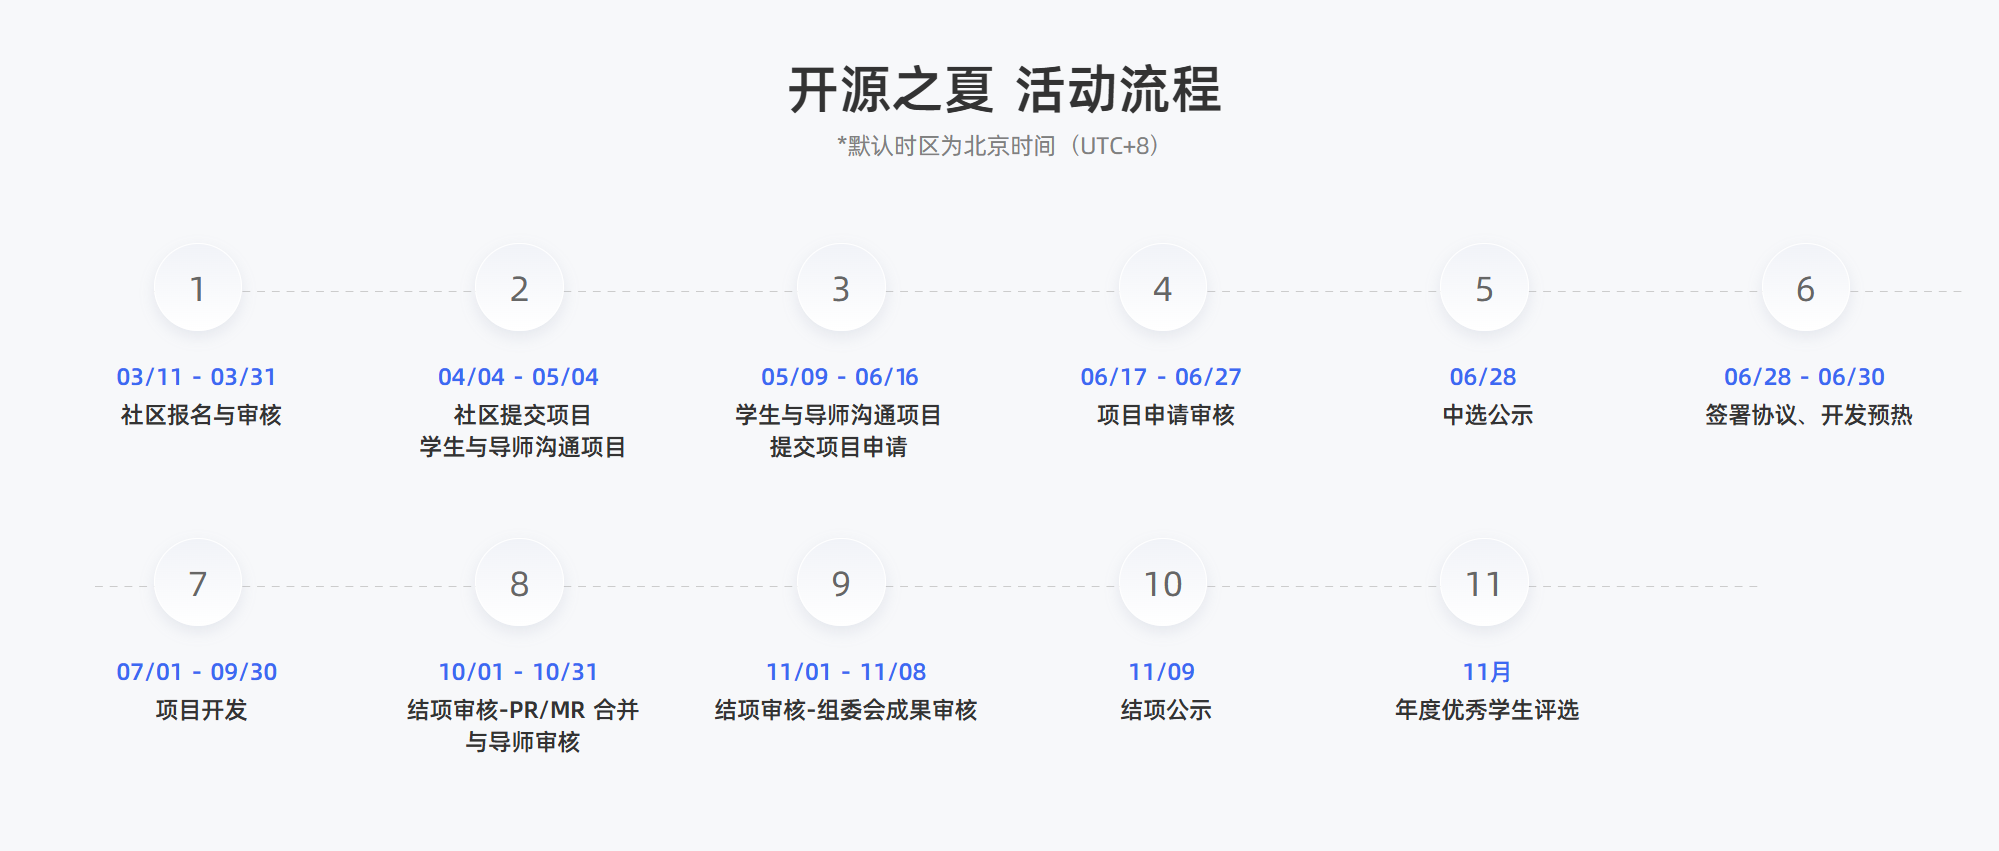 开源之夏 活动流程
*默认时区为北京时间（UTC+8）
1
03/11 - 03/31
社区报名与审核
2
04/04 - 05/04
社区提交项目
学生与导师沟通项目
3
05/09 - 06/16
学生与导师沟通项目
提交项目申请
4
06/17 - 06/27
项目申请审核
5
06/28
中选公示
6
06/28 - 06/30
签署协议、开发预热
7
07/01 - 09/30
项目开发
8
10/01 - 10/31
结项审核-PR/MR 合并
与导师审核
9
11/01 - 11/08
结项审核-组委会成果审核
10
11/09
结项公示
11
11月
年度优秀学生评选